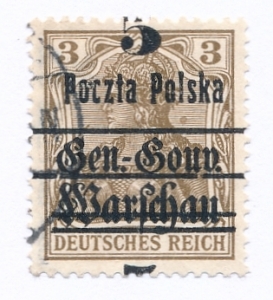 5
3 3
Poczta Polska
Gen.-Gouv.
Warschau
DEUTSCHES REICH